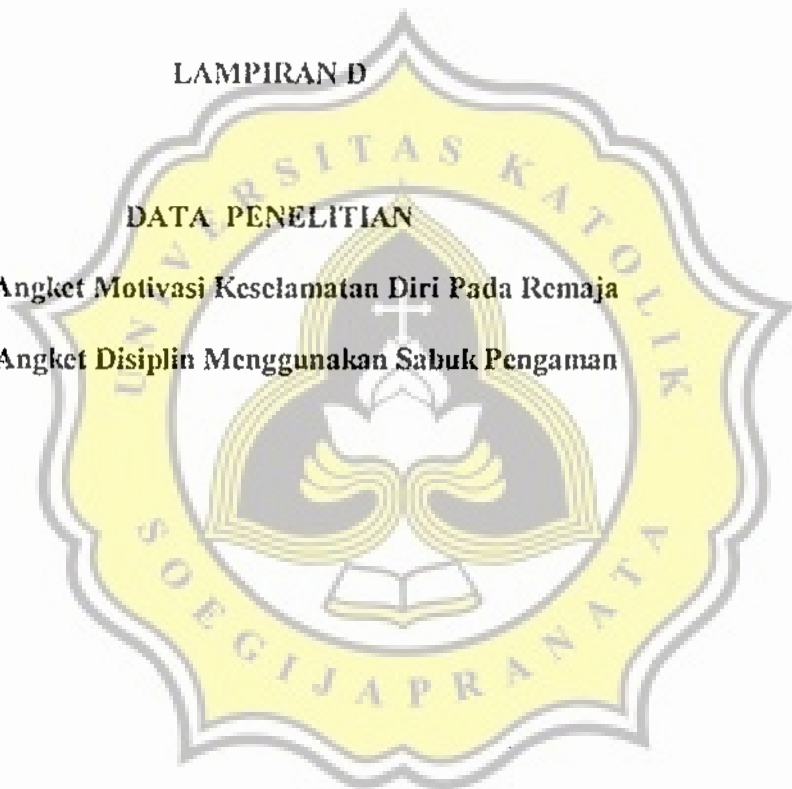 LAMPIRAN D
DATA PENELITIAN
Angket Motivasi Keselamatan Diri Pada Remaja
Angket Disiplin Menggunakan Sabuk Pengaman
UNIVERSITAS KATOLIK
SOEGIJAPRANATA